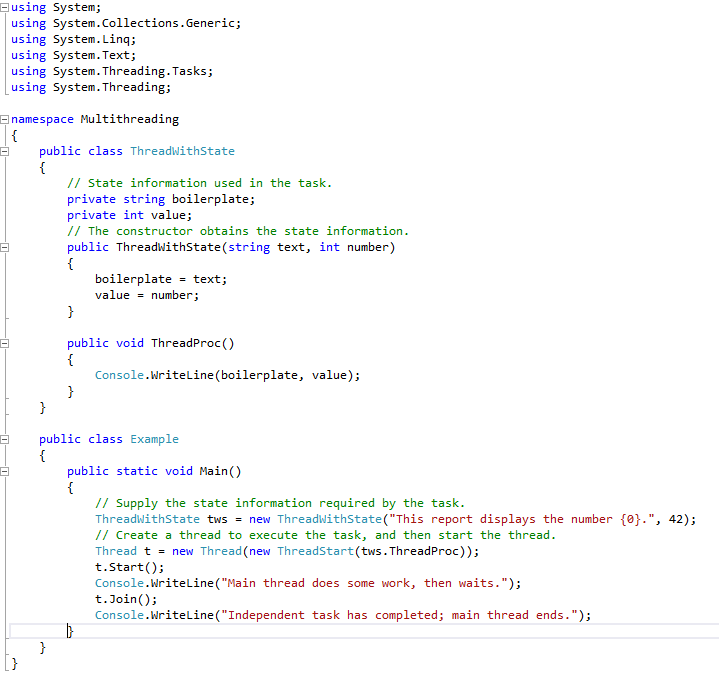 using System;
using System.Collections.Generic;
using System.Linq;
using System.Text;
using System.Threading.Tasks;
using System.Threading;

namespace Multithreading
{
    public class ThreadWithState
    {
        // State information used in the task.
        private string boilerplate;
        private int value;
        // The constructor obtains the state information.
        public ThreadWithState(string text, int number)
        {
            boilerplate = text;
            value = number;
        }

        public void ThreadProc()
        {
            Console.WriteLine(boilerplate, value);
        }
    }

    public class Example
    {
        public static void Main()
        {
            // Supply the state information required by the task.
            ThreadWithState tws = new ThreadWithState("This report displays the number {0}.", 42);
            // Create a thread to execute the task, and then start the thread.
            Thread t = new Thread(new ThreadStart(tws.ThreadProc));
            t.Start();
            Console.WriteLine("Main thread does some work, then waits.");
            t.Join();
            Console.WriteLine("Independent task has completed; main thread ends.");
        }
    }
}